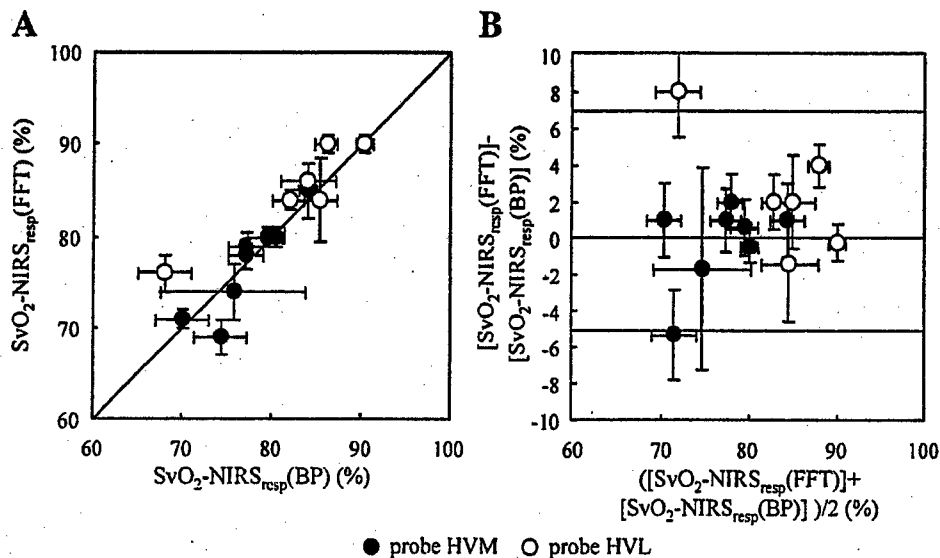 A
100
90
80
70
60
SvO₂-NIRSresp(FFT) (%)
60 70 80 90 100
SvO₂-NIRSresp(BP) (%)
B
10
8
6
4
2
0
-2
-4
-6
-8
-10
[SvO₂-NIRSresp(FFT)]-
[SvO₂-NIRSresp(BP)] (%)
60 70 80 90 100
([SvO₂-NIRSresp(FFT)]+
[SvO₂-NIRSresp(BP)] )/2 (%)
● probe HVM ○ probe HVL